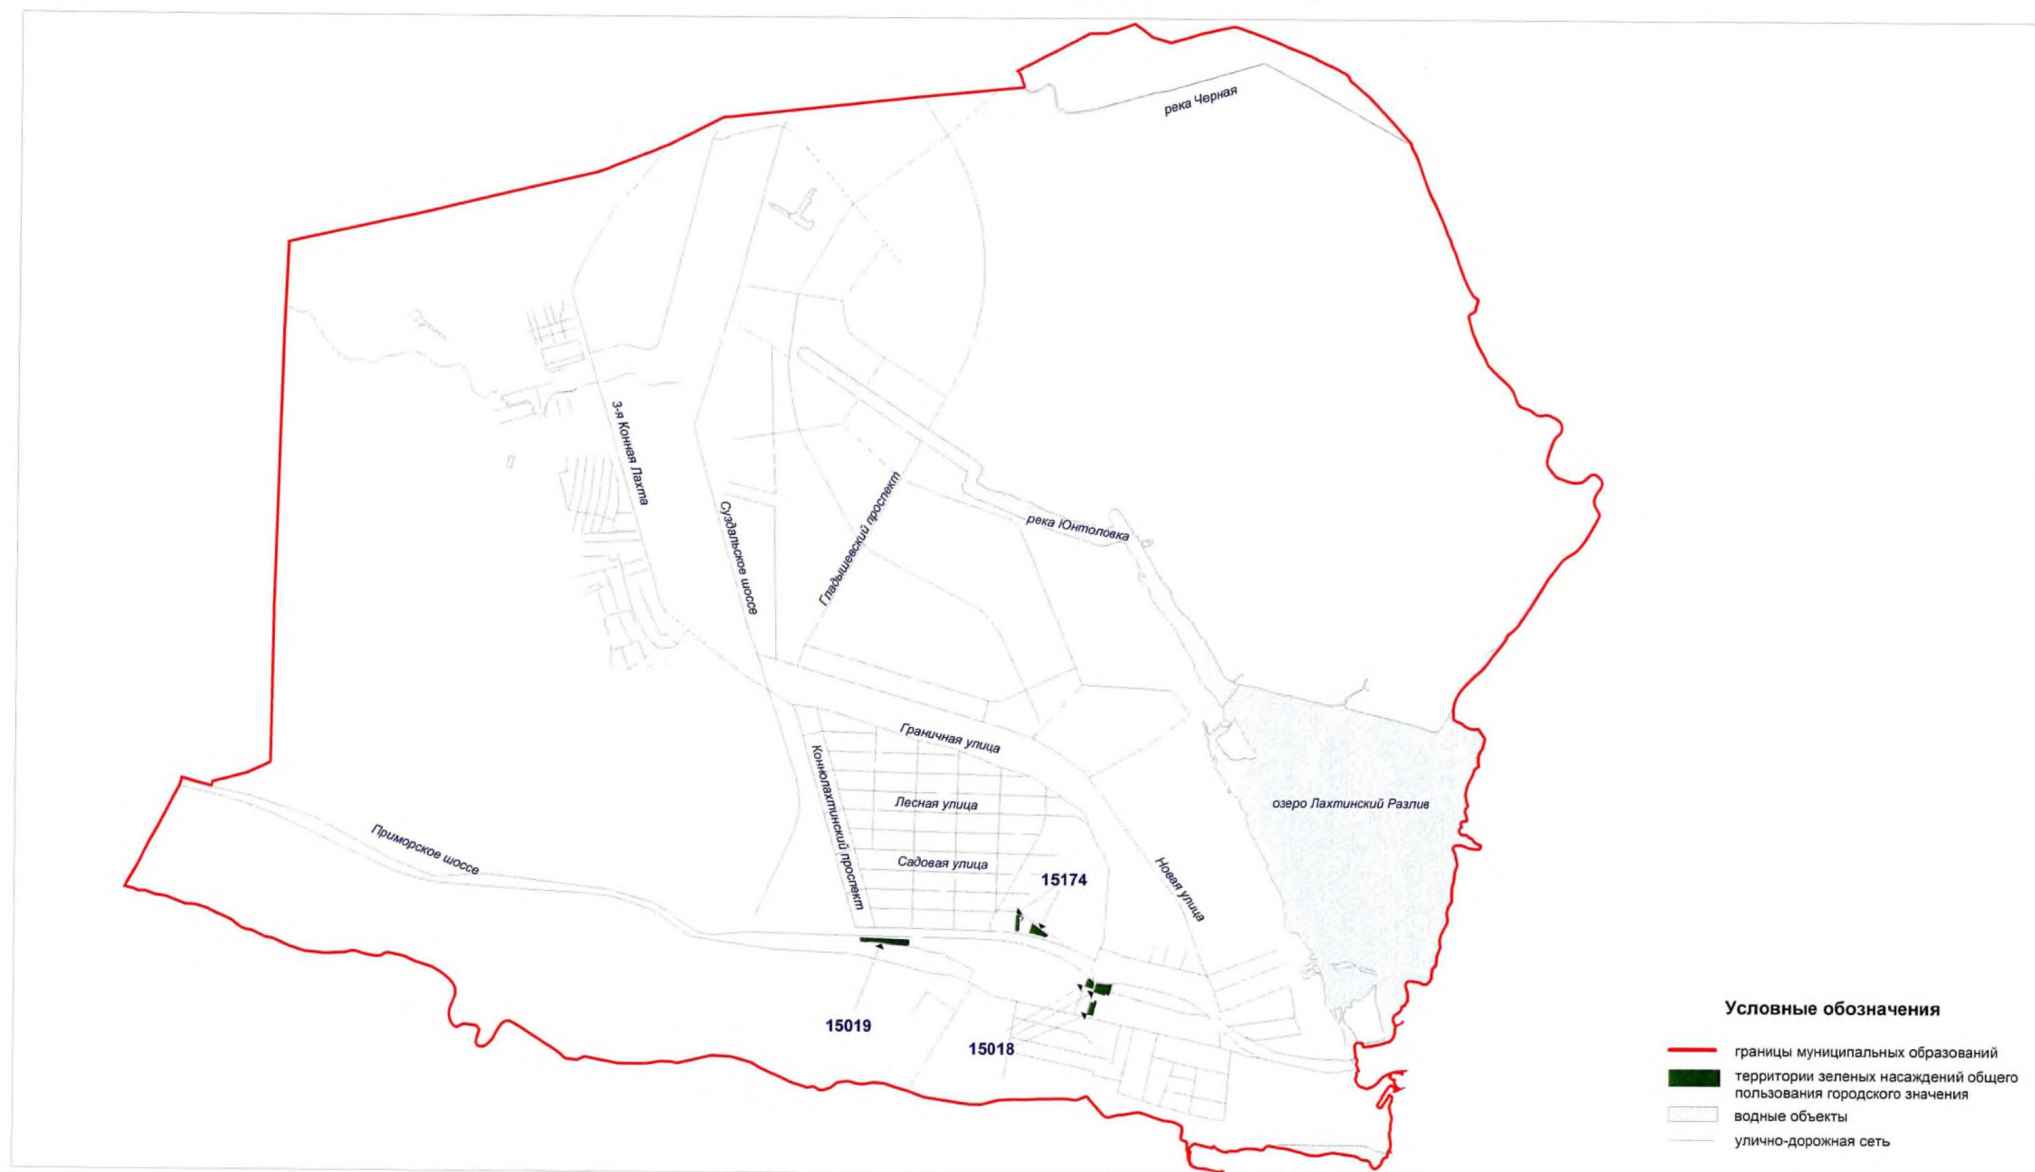 река Черная
3-я Конная Лахта
Суздальское шоссе
Гладышевский проспект
река Юнтоловка
Граничная улица
Коннолахтинский проспект
Лесная улица
озеро Лахтинский Разлив
Приморское шоссе
Садовая улица
Новая улица
15174
15019
15018
Условные обозначения
границы муниципальных образований
территории зеленых насаждений общего
пользования городского значения
водные объекты
улично-дорожная сеть